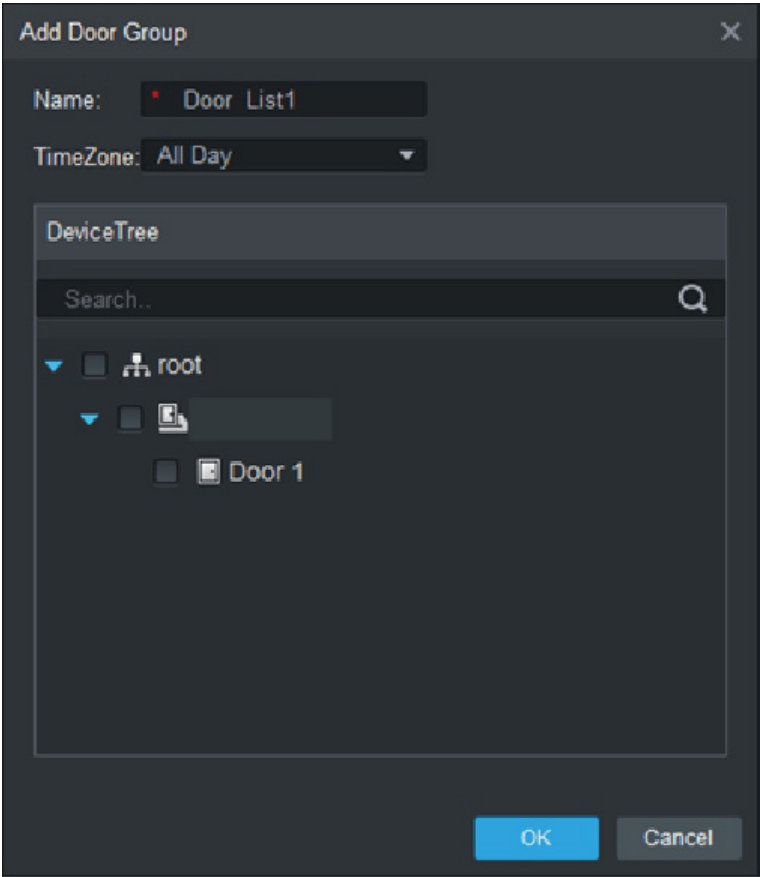 Add Door Group
Name: * Door List1
TimeZone: All Day
DeviceTree
Search..
root
Door 1
OK Cancel